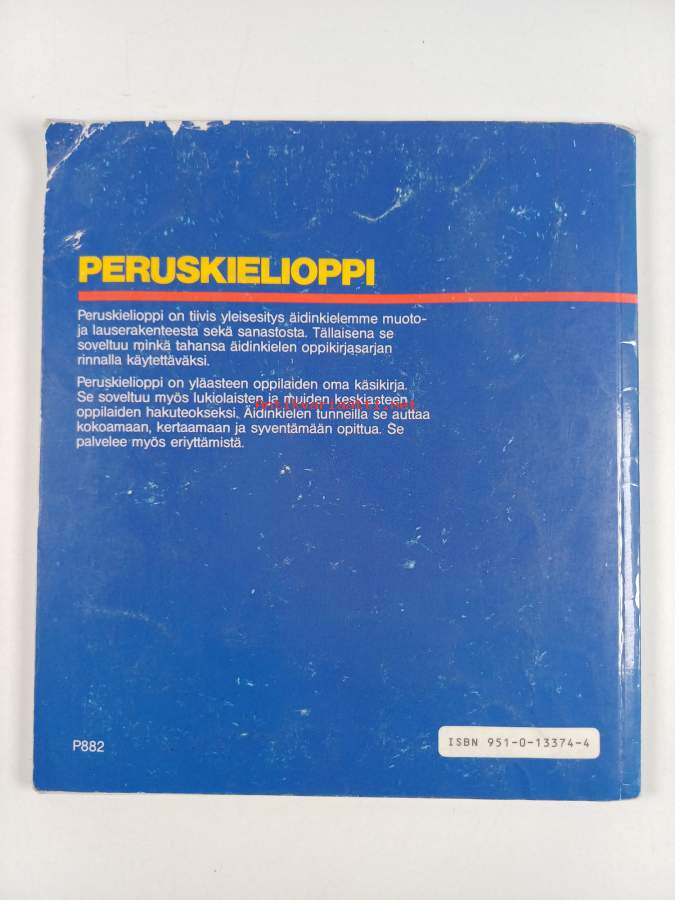 PERUSKIELIOPPI
Peruskielioppi on tiivis yleisesitys äidinkielemme muoto-
ja lauserakenteesta sekä sanastosta. Tällaisena se
soveltuu minkä tahansa äidinkielen oppikirjasarjan
rinnalla käytettäväksi.
Peruskielioppi on yläasteen oppilaiden oma käsikirja.
Se soveltuu myös lukiolaisten ja muiden keskiasteen
oppilaiden hakuteokseksi. Äidinkielen tunneilla se auttaa
kokoamaan, kertaamaan ja syventämään opittua. Se
palvelee myös eriyttämistä.
Antikvariaatti.net
P882
ISBN 951-0-13374-4